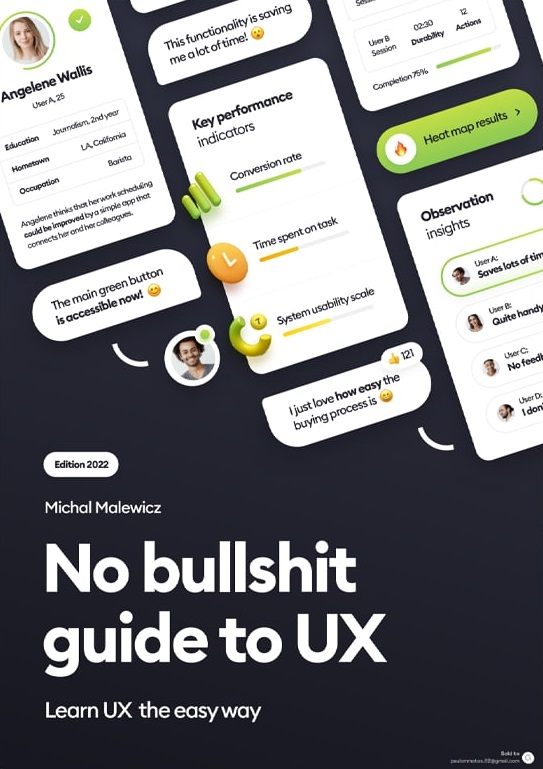 Angelene Wallis
User A, 25
Education Journalism, 2nd year
Hometown LA, California
Occupation Barista
Angelene thinks that her work scheduling
could be improved by a simple app that
connects her and her colleagues.
This functionality is saving
me a lot of time! 😮
Key performance
indicators
Conversion rate
Time spent on task
System usability scale
User B
Session
02:30
Durability
12
Actions
Completion 75%
Heat map results >
Observation
insights
User A:
Saves lots of tim
User B:
Quite handy
User C:
No feedb
User D:
I don'
The main green button
is accessible now! 😊
👍 121
I just love how easy the
buying process is 😄
Edition 2022
Michal Malewicz
No bullshit
guide to UX
Learn UX the easy way
Sold to